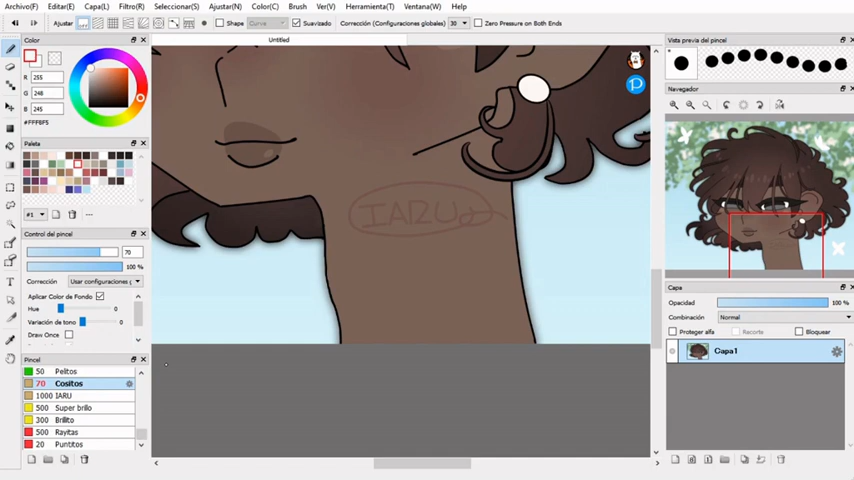 Archivo(F) Editar(E) Capa(L) Filtro(R) Seleccionar(S) Ajustar(N) Corte(C) Brush Ver(V) Herramienta(T) Ventana(W) Help
Ajustar Shape Curve Suavizado Corrección (Configuraciones globales) 30 Zero Pressure on Both Ends
Color
Untitled
Vista previa del pincel
R 255
G 248
B 245
#FFF8F5
P
Navegador
Paleta
IARU
#1
Control del pincel
70
100 %
Corrección Usar configuraciones g
Aplicar Color de Fondo
Hue 0
Variación de tono 0
Draw Once
Capa
Opacidad 100 %
Combinación Normal
Proteger alfa Recorte Bloquear
Capa1
Pincel
50 Pelitos
70 Cositos
1000 IARU
500 Super brillo
300 Brillito
500 Rayitas
20 Puntitos